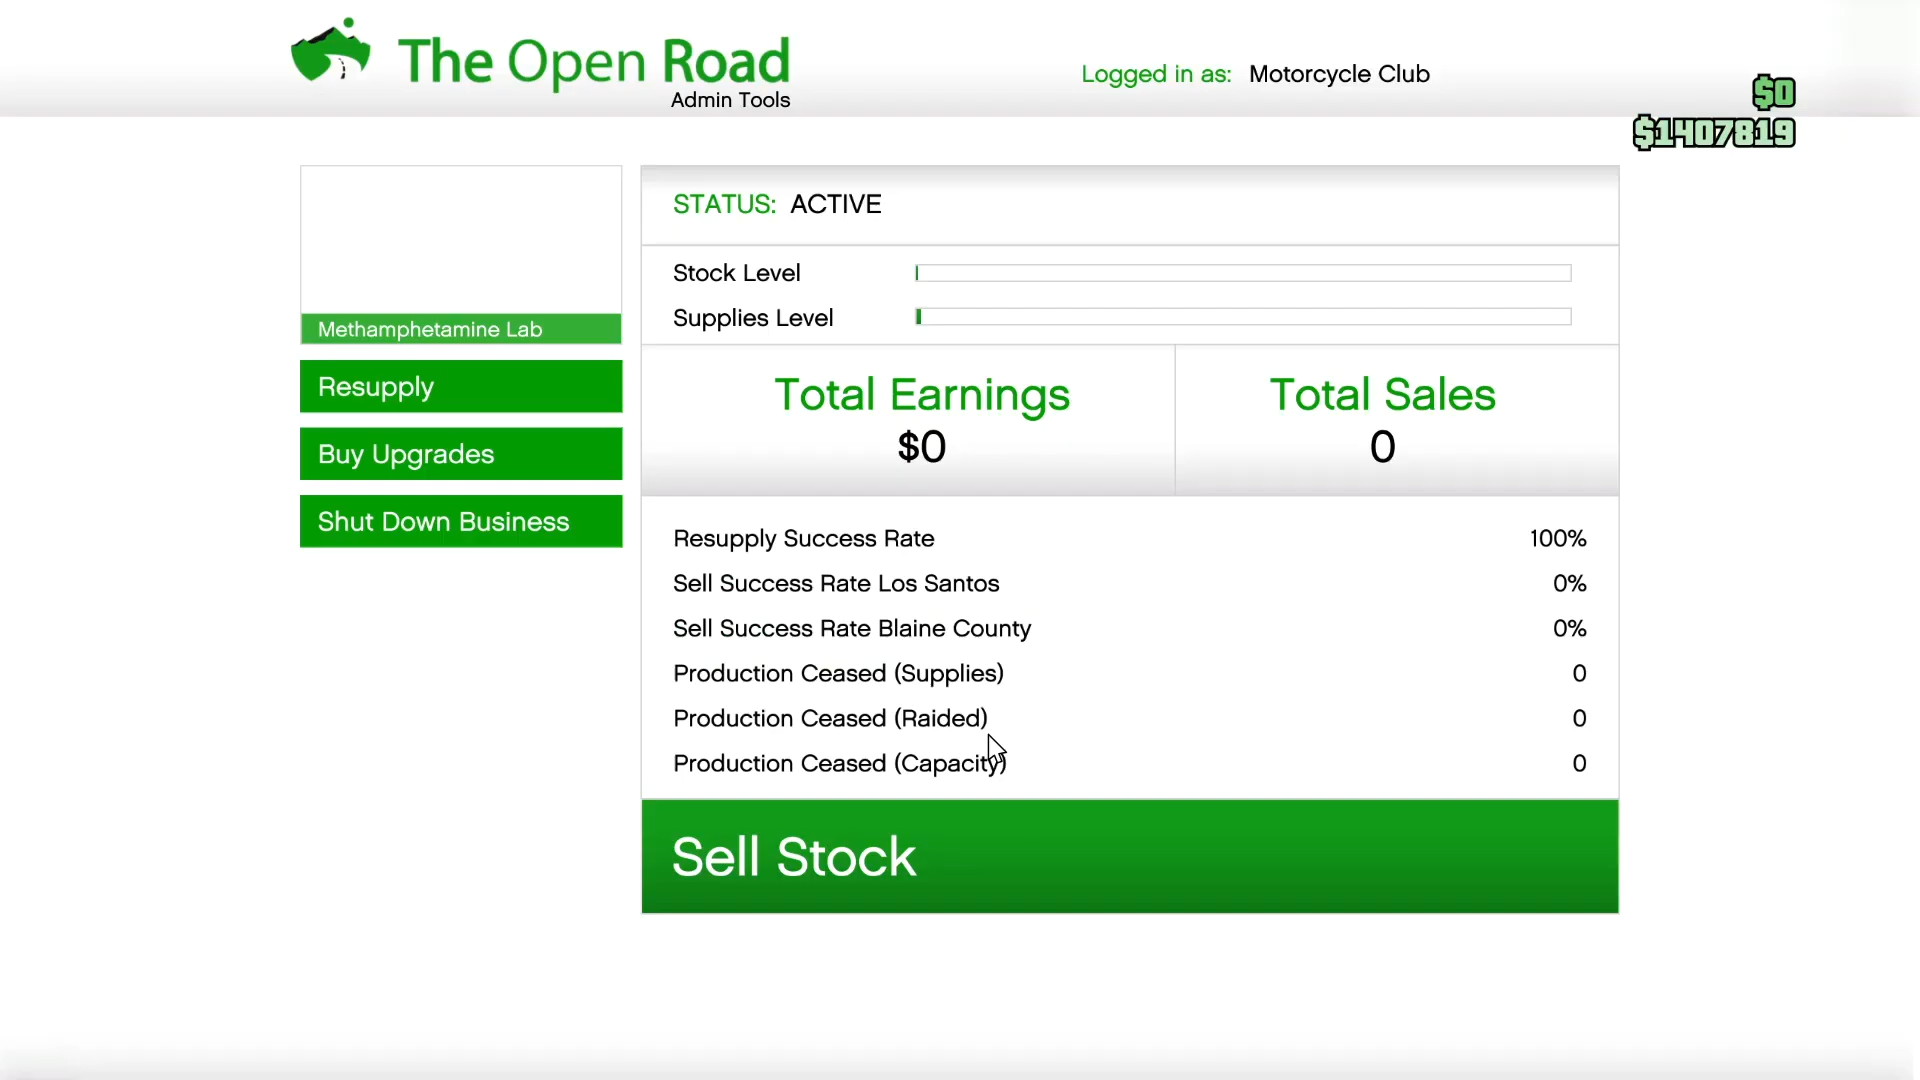 The Open Road
Admin Tools
Logged in as: Motorcycle Club
$0
$1407819
Methamphetamine Lab
Resupply
Buy Upgrades
Shut Down Business
STATUS: ACTIVE
Stock Level
Supplies Level
Total Earnings
$0
Total Sales
0
Resupply Success Rate 100%
Sell Success Rate Los Santos 0%
Sell Success Rate Blaine County 0%
Production Ceased (Supplies) 0
Production Ceased (Raided) 0
Production Ceased (Capacity) 0
Sell Stock